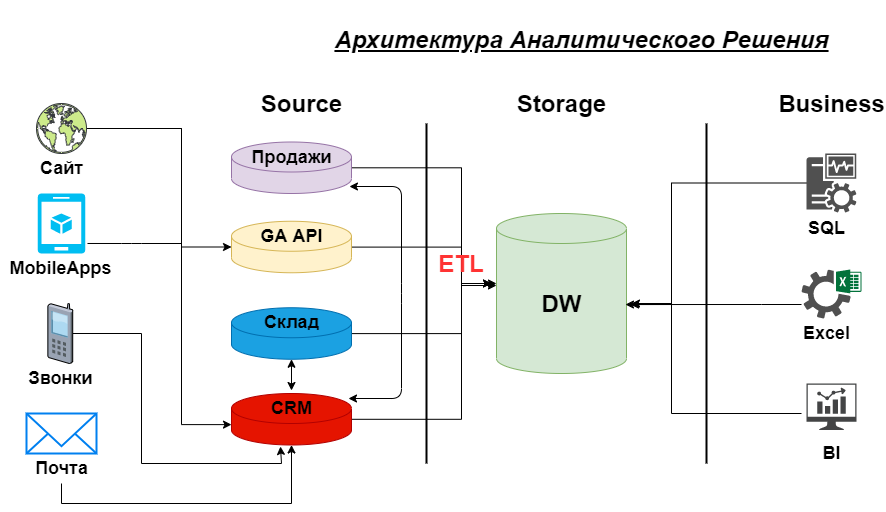 Архитектура Аналитического Решения
Source
Storage
Business
Сайт
MobileApps
Звонки
Почта
Продажи
GA API
Склад
CRM
ETL
DW
SQL
Excel
BI